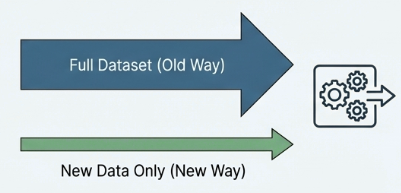 Full Dataset (Old Way)
New Data Only (New Way)